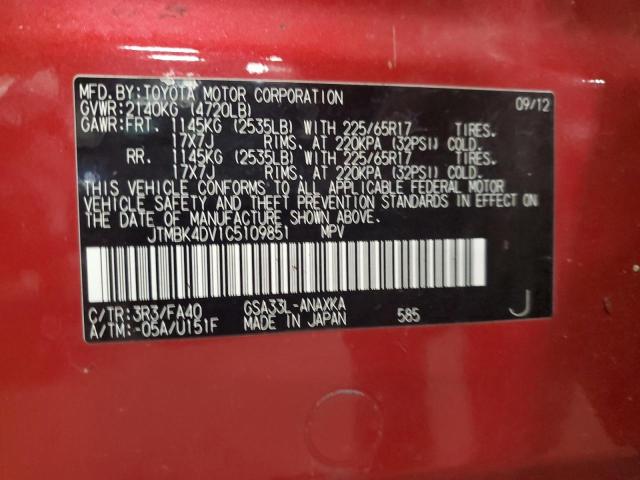 MFD. BY: TOYOTA MOTOR CORPORATION 09/12
GVWR: 2140KG (4720LB)
GAWR: FRT. 1145KG (2535LB) WITH 225/65R17 TIRES.
17X7J RIMS, AT 220KPA (32PSI) COLD.
RR. 1145KG (2535LB) WITH 225/65R17 TIRES.
17X7J RIMS, AT 220KPA (32PSI) COLD.
THIS VEHICLE CONFORMS TO ALL APPLICABLE FEDERAL MOTOR
VEHICLE SAFETY AND THEFT PREVENTION STANDARDS IN EFFECT ON
THE DATE OF MANUFACTURE SHOWN ABOVE.
JTMBK4DV1C5109851 MPV
C/TR: 3R3/FA40 GSA33L-ANAXKA J
A/TM: -05A/U151F MADE IN JAPAN 585